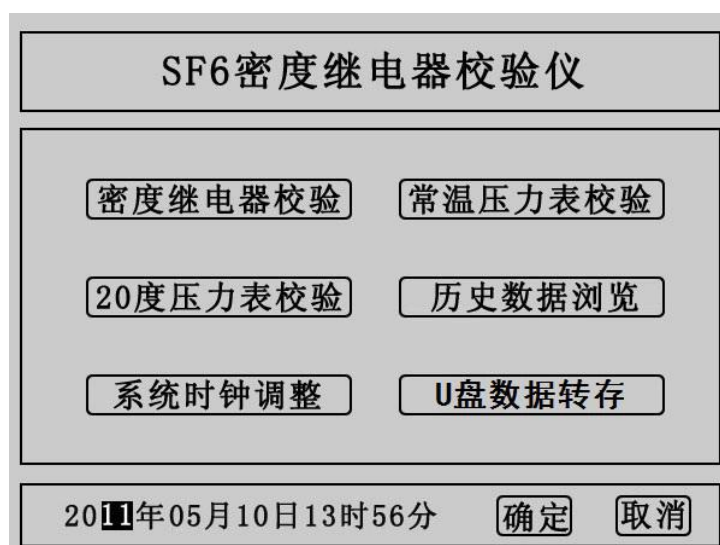 SF6密度继电器校验仪
密度继电器校验 常温压力表校验
20度压力表校验 历史数据浏览
系统时钟调整 U盘数据转存
2011年05月10日13时56分 确定 取消